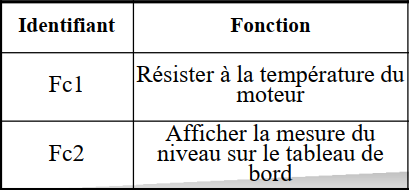 Identifiant Fonction
Fc1 Résister à la température du
moteur
Fc2 Afficher la mesure du
niveau sur le tableau de
bord